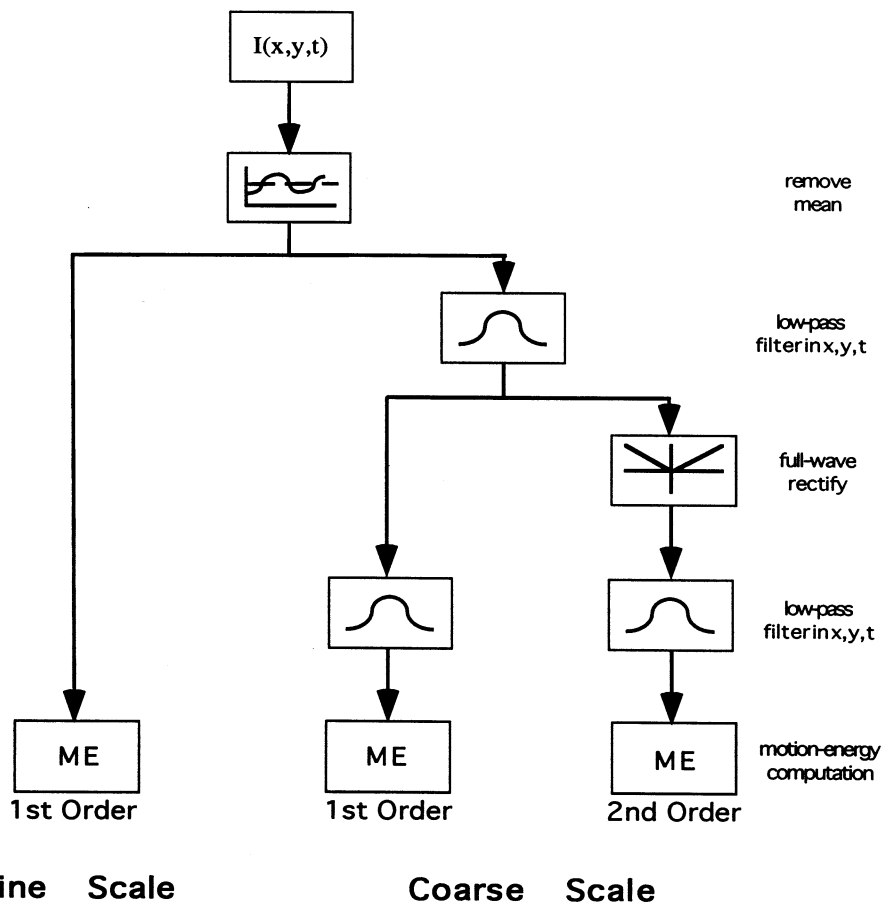 I(x,y,t)
remove
mean
low-pass
filterinx,y,t
full-wave
rectify
low-pass
filterinx,y,t
ME
ME
ME
motion-energy
computation
1st Order
1st Order
2nd Order
ine Scale
Coarse Scale